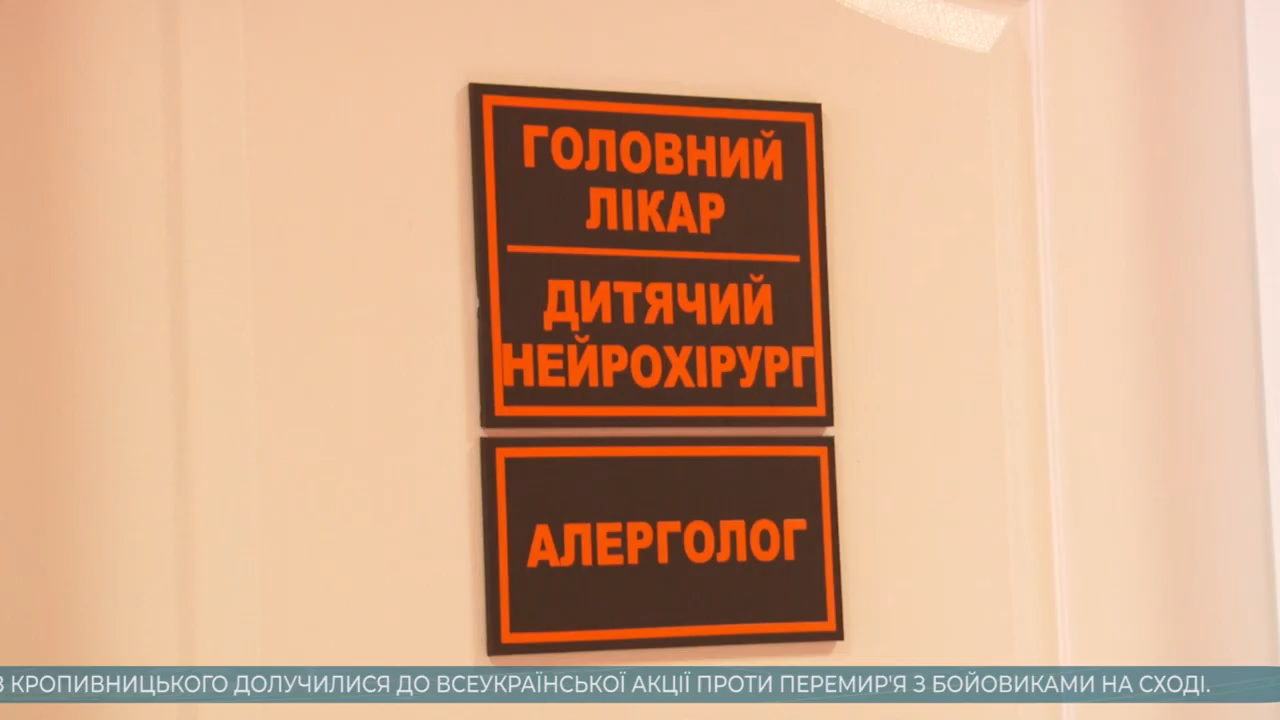 ГОЛОВНИЙ
ЛІКАР
ДИТЯЧИЙ
НЕЙРОХІРУРГ
АЛЕРГОЛОГ
З КРОПИВНИЦЬКОГО ДОЛУЧИЛИСЯ ДО ВСЕУКРАЇНСЬКОЇ АКЦІЇ ПРОТИ ПЕРЕМИР'Я З БОЙОВИКАМИ НА СХОДІ.